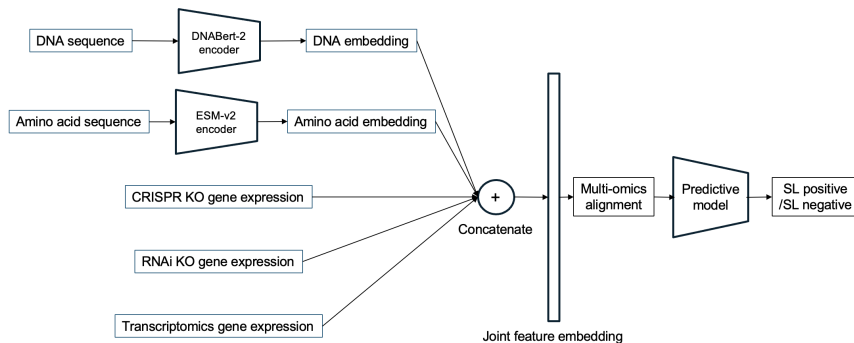 DNA sequence
DNABert-2
encoder
DNA embedding
Amino acid sequence
ESM-v2
encoder
Amino acid embedding
CRISPR KO gene expression
RNAi KO gene expression
Transcriptomics gene expression
+
Concatenate
Joint feature embedding
Multi-omics
alignment
Predictive
model
SL positive
/SL negative